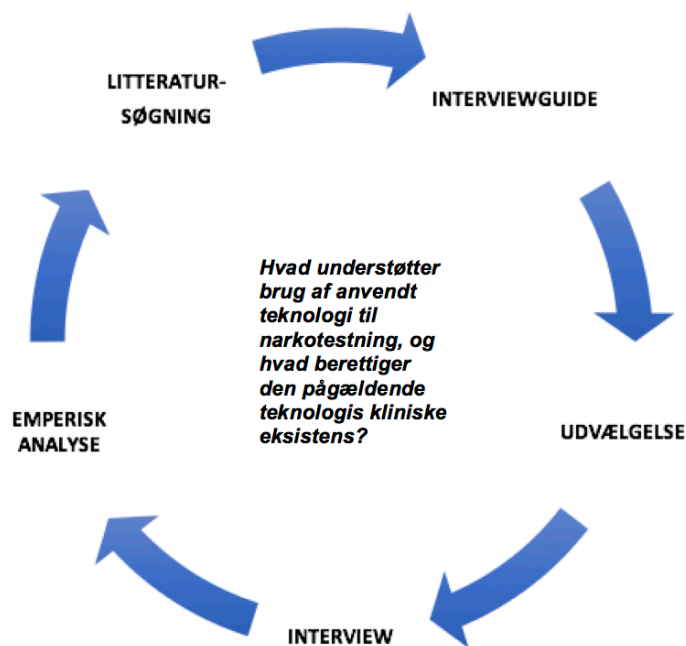 LITTERATUR-
SØGNING
INTERVIEWGUIDE
Hvad understøtter
brug af anvendt
teknologi til
narkotestning, og
hvad berettiger
den pågældende
teknologis kliniske
eksistens?
EMPERISK
ANALYSE
UDVÆLGELSE
INTERVIEW